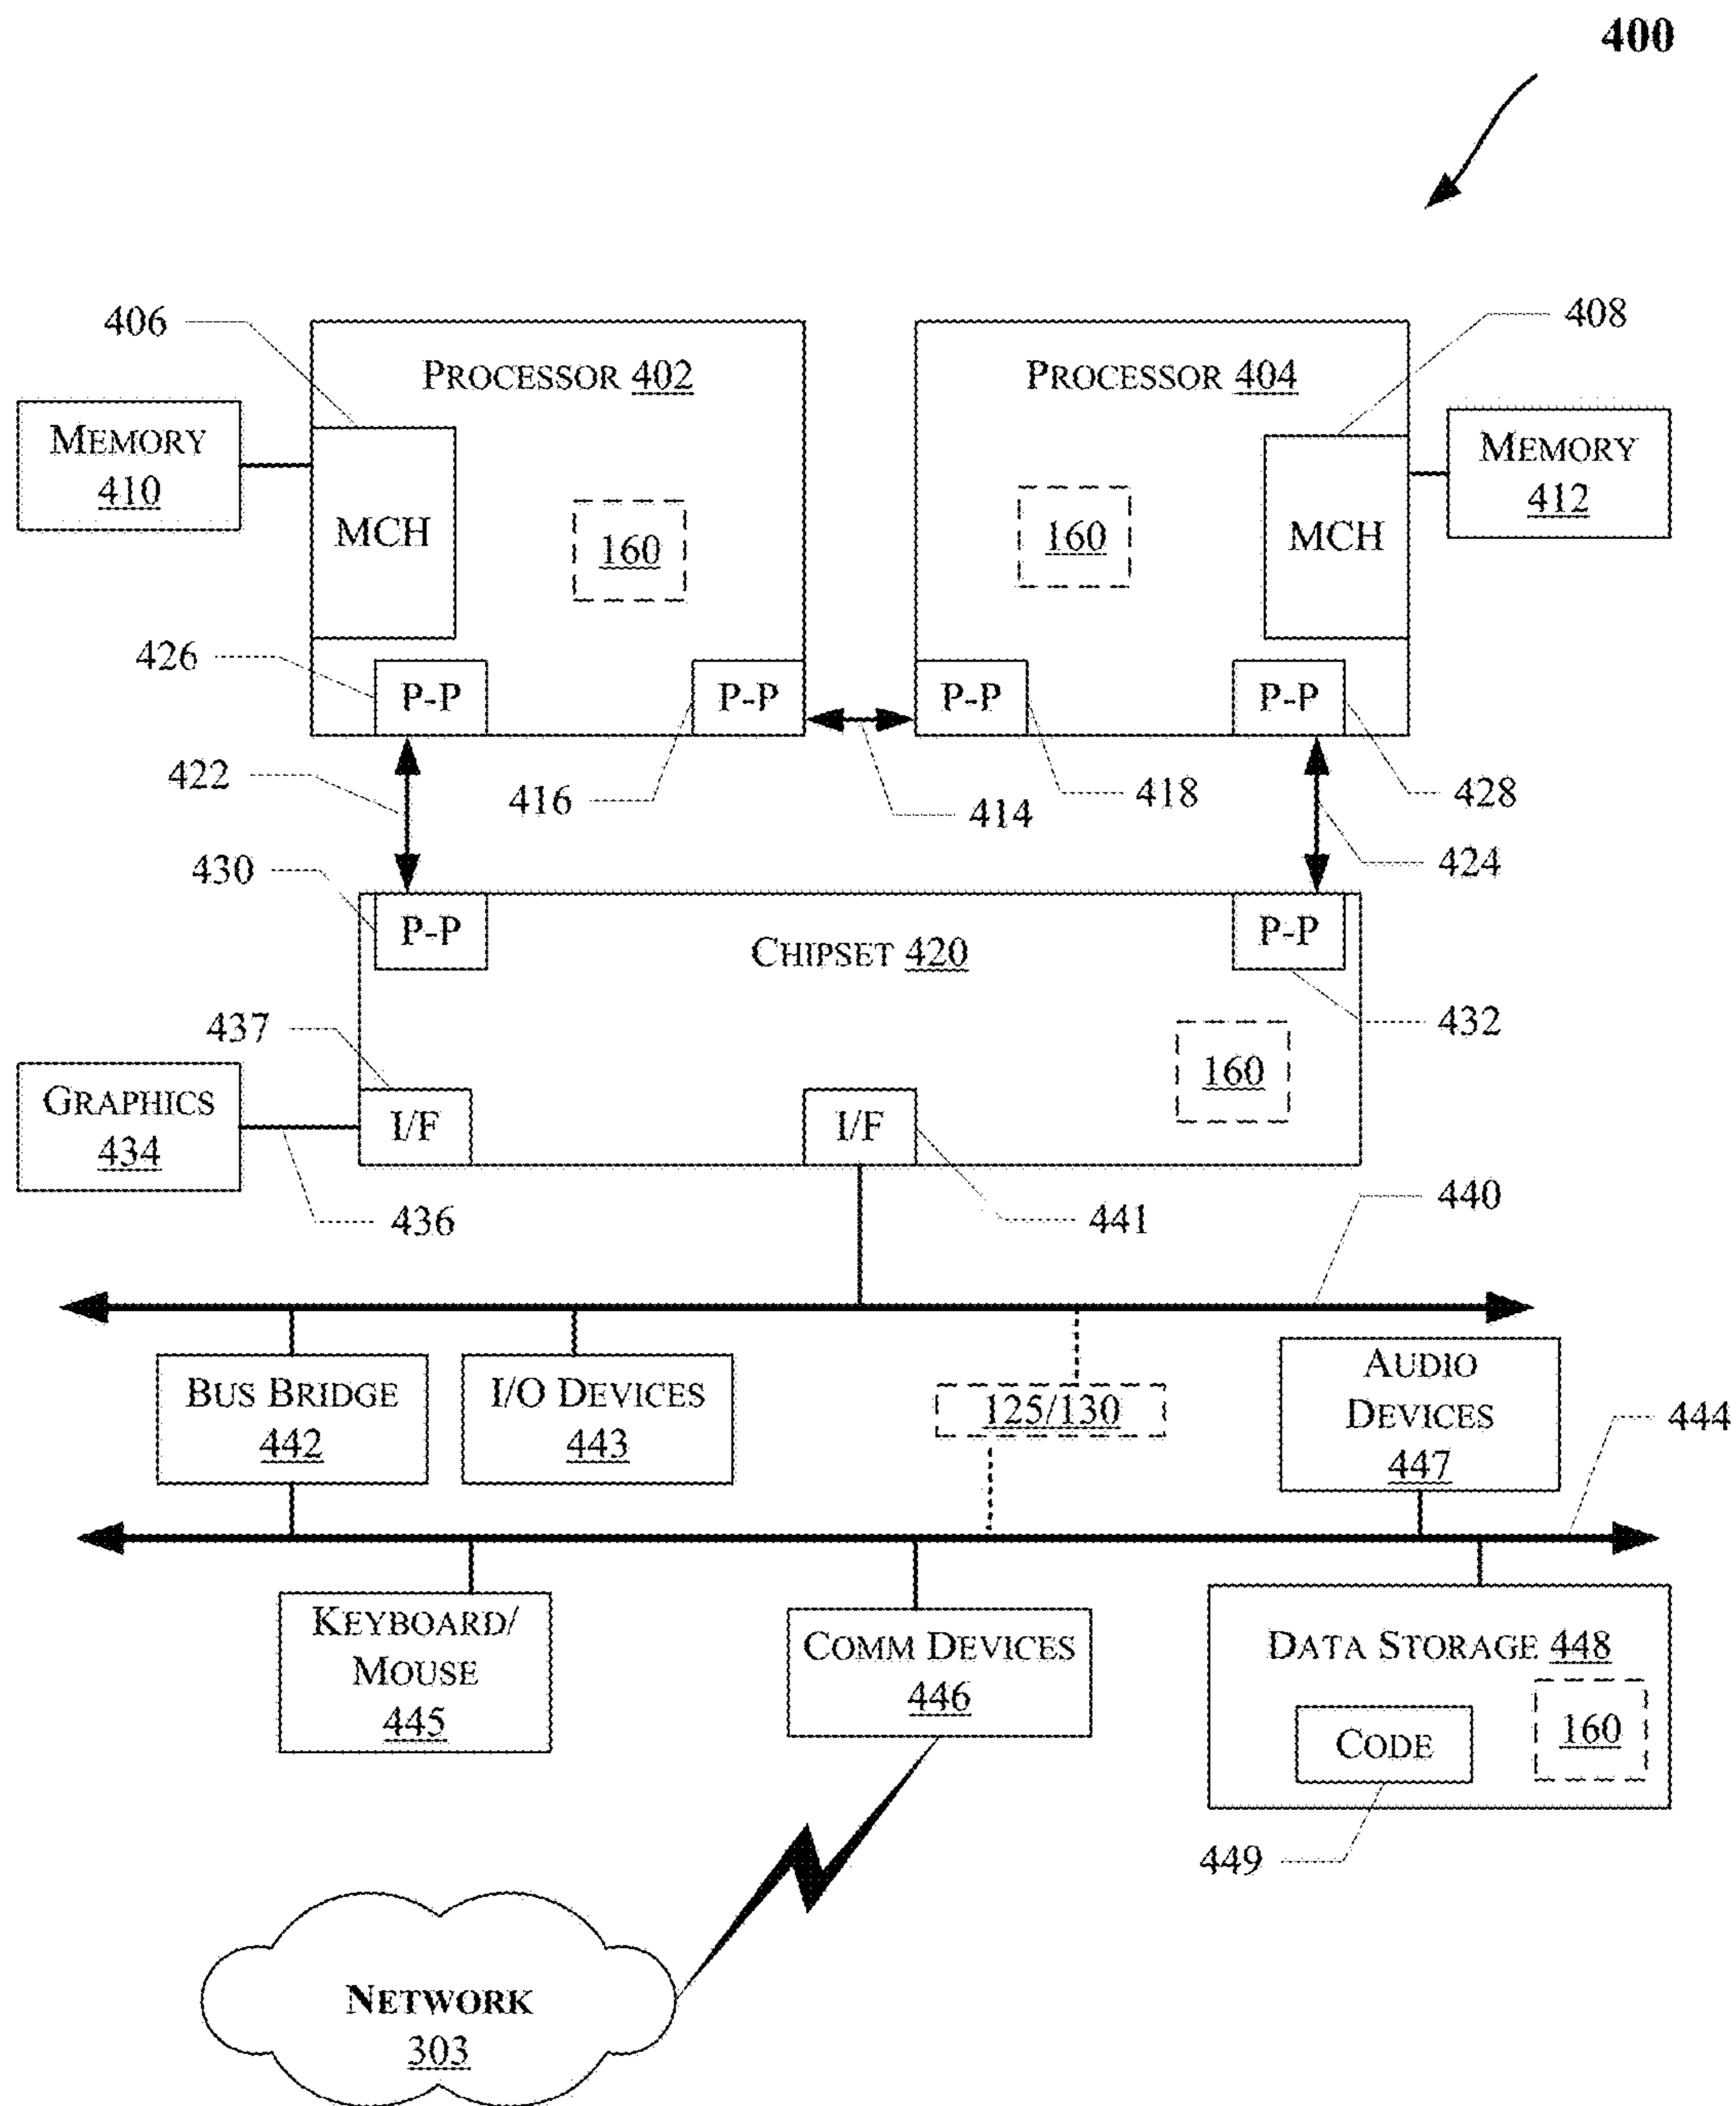 400
406
408
PROCESSOR 402
PROCESSOR 404
MEMORY
410
MEMORY
412
MCH
160
160
MCH
426
P-P
P-P
P-P
P-P
422
416
414
418
428
424
430
P-P
CHIPSET 420
P-P
437
432
160
GRAPHICS
434
I/F
I/F
436
441
440
BUS BRIDGE
442
I/O DEVICES
443
125/130
AUDIO
DEVICES
447
444
KEYBOARD/
MOUSE
445
COMM DEVICES
446
DATA STORAGE 448
CODE
160
449
NETWORK
303